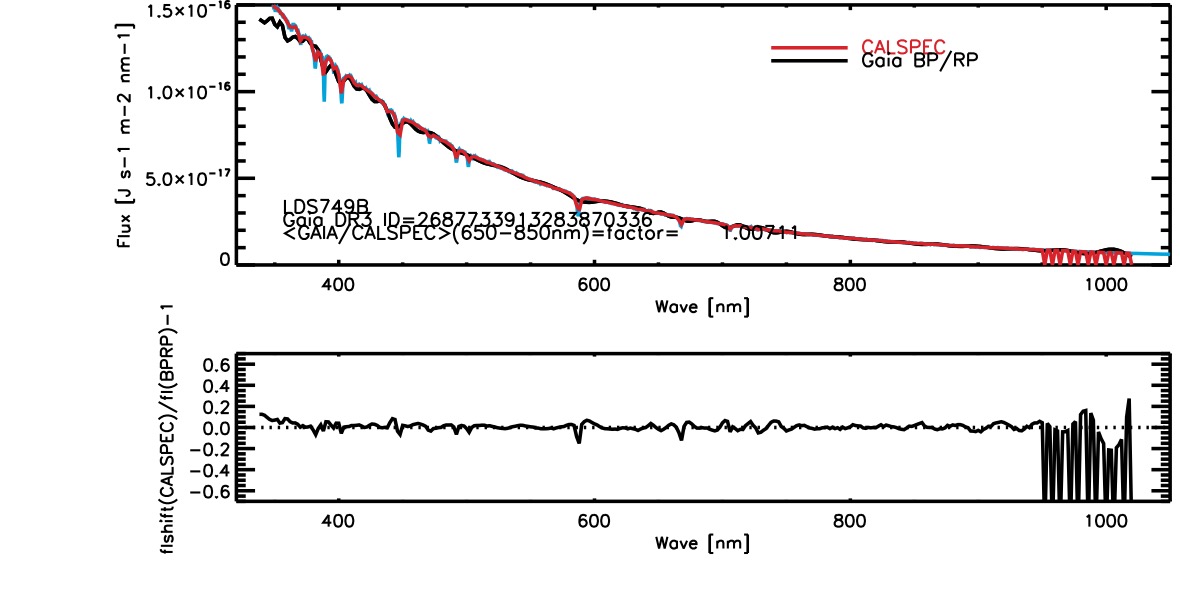 1.5×10−16
1.0×10−16
5.0×10−17
0
Flux [J s−1 m−2 nm−1]
CALSPEC
Gaia BP/RP
LDS749B
Gaia DR3 ID=2687733913283870336
<GAIA/CALSPEC>(650−850nm)=factor= 1.00711
400 600 800 1000
Wave [nm]
flshift(CALSPEC)/fl(BPRP)−1
0.6
0.4
0.2
0.0
−0.2
−0.4
−0.6
400 600 800 1000
Wave [nm]